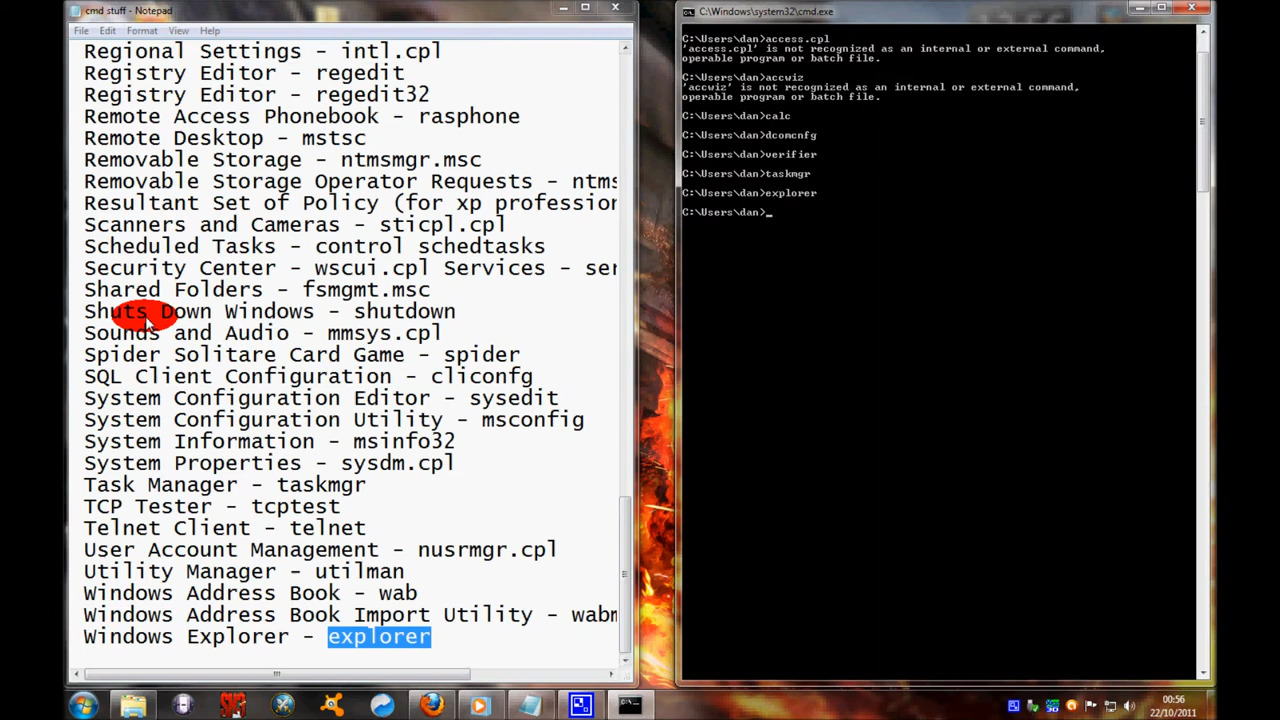 cmd stuff - Notepad
File Edit Format View Help
Regional Settings - intl.cpl
Registry Editor - regedit
Registry Editor - regedit32
Remote Access Phonebook - rasphone
Remote Desktop - mstsc
Removable Storage - ntmsmgr.msc
Removable Storage Operator Requests - ntms
Resultant Set of Policy (for xp profession
Scanners and Cameras - sticpl.cpl
Scheduled Tasks - control schedtasks
Security Center - wscui.cpl Services - ser
Shared Folders - fsmgmt.msc
Shuts Down Windows - shutdown
Sounds and Audio - mmsys.cpl
Spider Solitare Card Game - spider
SQL Client Configuration - cliconfg
System Configuration Editor - sysedit
System Configuration Utility - msconfig
System Information - msinfo32
System Properties - sysdm.cpl
Task Manager - taskmgr
TCP Tester - tcptest
Telnet Client - telnet
User Account Management - nusrmgr.cpl
Utility Manager - utilman
Windows Address Book - wab
Windows Address Book Import Utility - wabm
Windows Explorer - explorer
C:\Windows\system32\cmd.exe
C:\Users\dan>access.cpl
'access.cpl' is not recognized as an internal or external command,
operable program or batch file.
C:\Users\dan>accwiz
'accwiz' is not recognized as an internal or external command,
operable program or batch file.
C:\Users\dan>calc
C:\Users\dan>dcomcnfg
C:\Users\dan>verifier
C:\Users\dan>taskmgr
C:\Users\dan>explorer
C:\Users\dan>_
00:56
22/10/2011